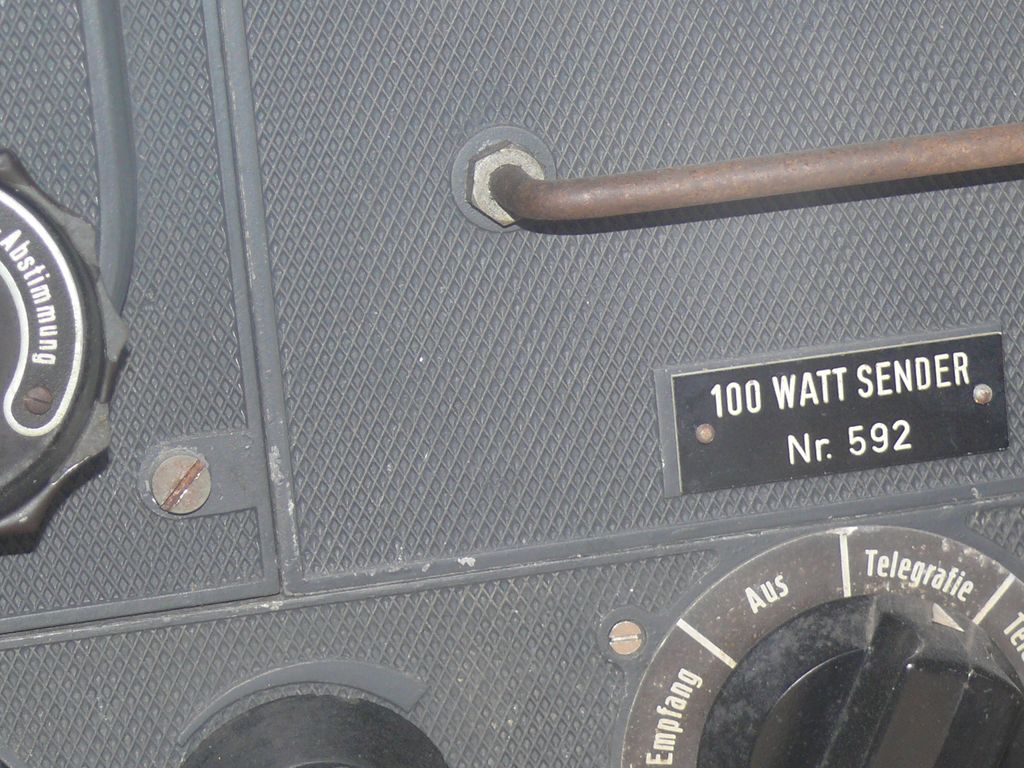 Abstimmung
100 WATT SENDER
Nr. 592
Aus
Telegrafie
Empfang